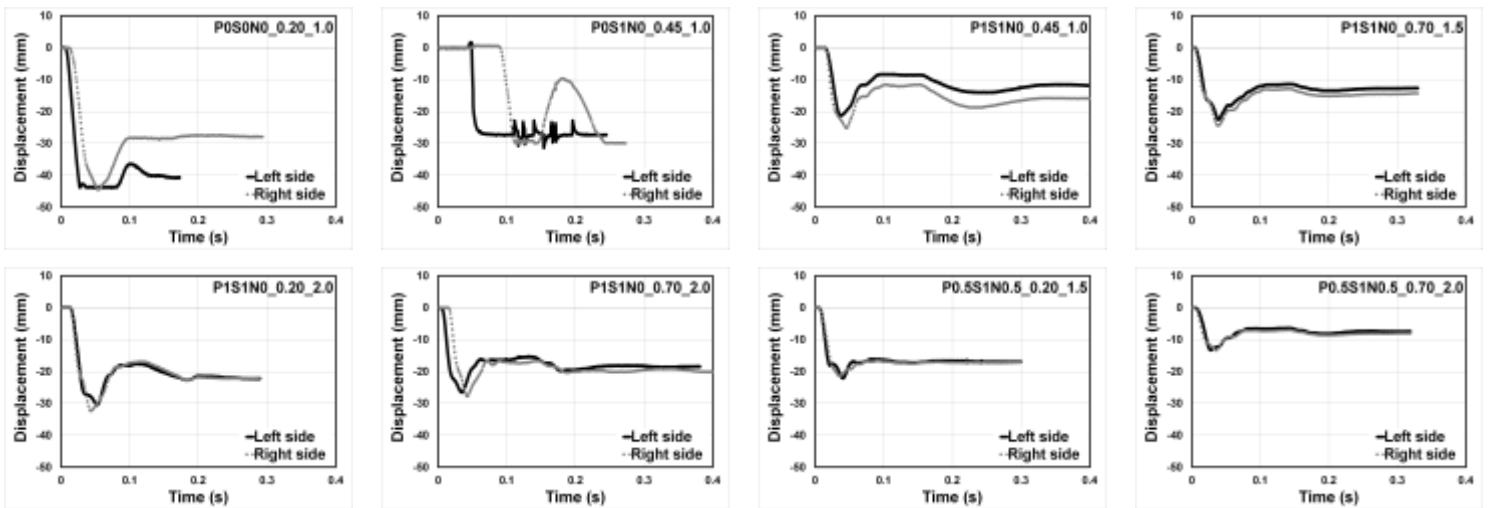 P0S0N0_0.20_1.0
10
0
-10
-20
-30
-40
-50
Displacement (mm)
Left side
Right side
0 0.1 0.2 0.3 0.4
Time (s)
P0S1N0_0.45_1.0
10
0
-10
-20
-30
-40
-50
Displacement (mm)
Left side
Right side
0 0.1 0.2 0.3 0.4
Time (s)
P1S1N0_0.45_1.0
10
0
-10
-20
-30
-40
-50
Displacement (mm)
Left side
Right side
0 0.1 0.2 0.3 0.4
Time (s)
P1S1N0_0.70_1.5
10
0
-10
-20
-30
-40
-50
Displacement (mm)
Left side
Right side
0 0.1 0.2 0.3 0.4
Time (s)
P1S1N0_0.20_2.0
10
0
-10
-20
-30
-40
-50
Displacement (mm)
Left side
Right side
0 0.1 0.2 0.3 0.4
Time (s)
P1S1N0_0.70_2.0
10
0
-10
-20
-30
-40
-50
Displacement (mm)
Left side
Right side
0 0.1 0.2 0.3 0.4
Time (s)
P0.5S1N0.5_0.20_1.5
10
0
-10
-20
-30
-40
-50
Displacement (mm)
Left side
Right side
0 0.1 0.2 0.3 0.4
Time (s)
P0.5S1N0.5_0.70_2.0
10
0
-10
-20
-30
-40
-50
Displacement (mm)
Left side
Right side
0 0.1 0.2 0.3 0.4
Time (s)